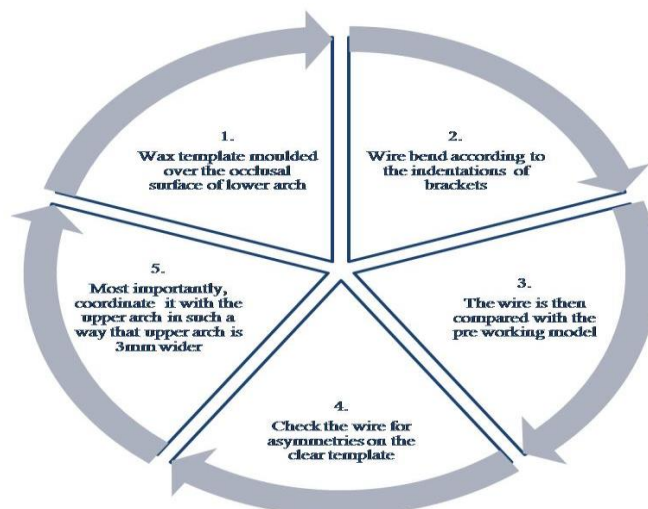 1.
Wax template moulded
over the occlusal
surface of lower arch
2.
Wire bend according to
the indentations of
brackets
3.
The wire is then
compared with the
pre working model
4.
Check the wire for
asymmetries on the
clear template
5.
Most importantly,
coordinate it with the
upper arch in such a
way that upper arch is
3mm wider